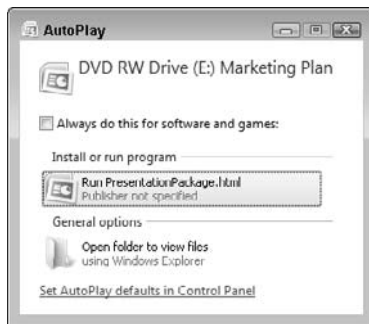 AutoPlay
DVD RW Drive (E:) Marketing Plan
Always do this for software and games:
Install or run program
Run PresentationPackage.html
Publisher not specified
General options
Open folder to view files
using Windows Explorer
Set AutoPlay defaults in Control Panel